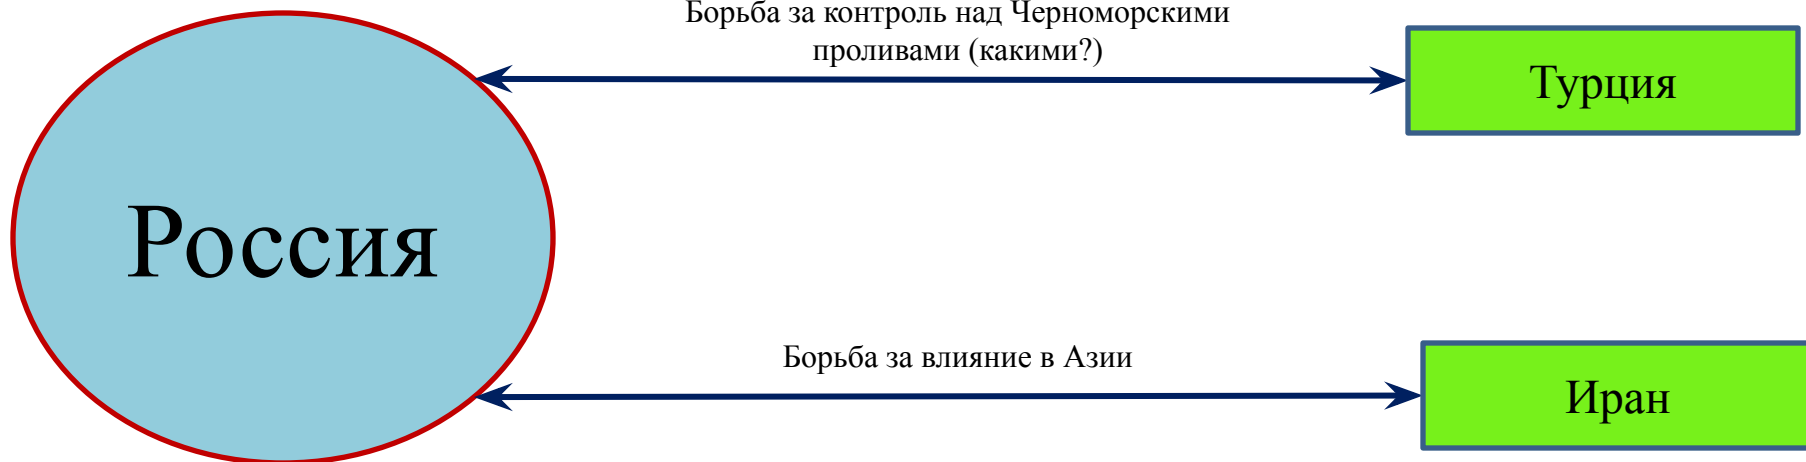 Борьба за контроль над Черноморскими
проливами (какими?)
Турция
Россия
Борьба за влияние в Азии
Иран